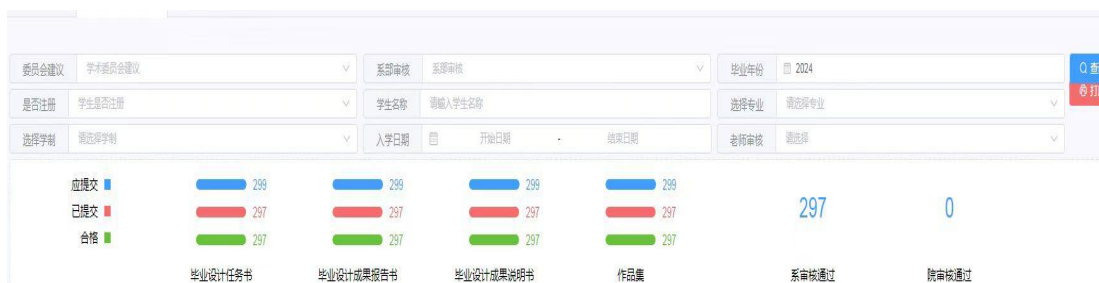 委员会建议 学术委员会建议 系部审核 系部审核 毕业年份 2024 查
是否注册 学生是否注册 学生名称 请输入学生名称 选择专业 请选择专业 打
选择学制 请选择学制 入学日期 开始日期 - 结束日期 老师审核 请选择
应提交 299 299 299 299
已提交 297 297 297 297 297 0
合格 297 297 297 297
毕业设计任务书 毕业设计成果报告书 毕业设计成果说明书 作品集 系审核通过 院审核通过